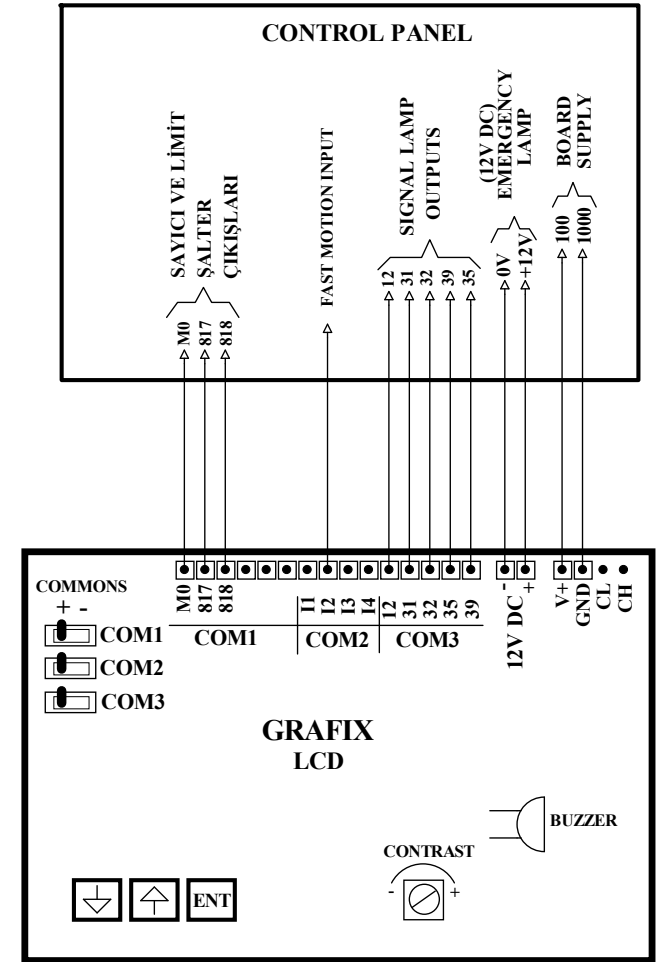 CONTROL PANEL
SAYICI VE LİMİT
ŞALTER
ÇIKIŞLARI
FAST MOTION INPUT
SIGNAL LAMP
OUTPUTS
(12V DC)
EMERGENCY
LAMP
BOARD
SUPPLY
M0
817
818
12
31
32
39
35
0V
+12V
100
1000
COMMONS
+ -
COM1
COM2
COM3
M0
817
818
I1
I2
I3
I4
12
31
32
35
39
-
+
12V DC
V+
GND
CL
CH
COM1
COM2
COM3
GRAFIX
LCD
BUZZER
CONTRAST
- +
ENT